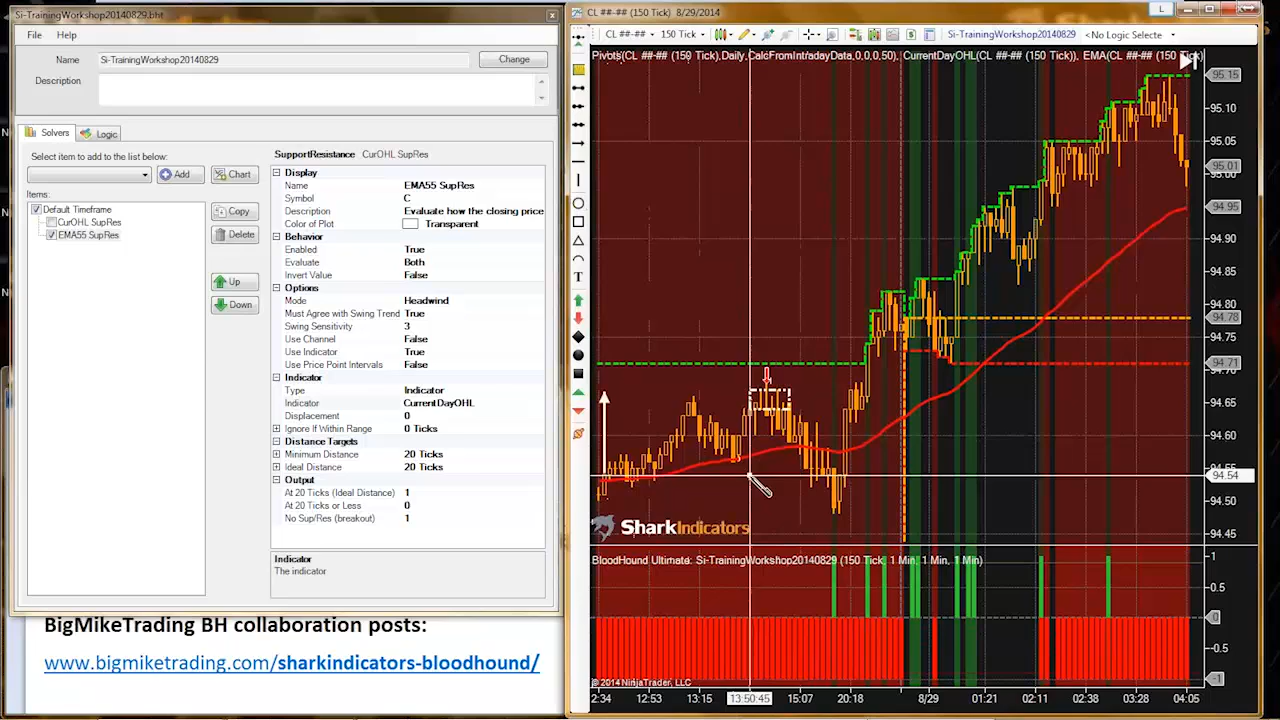 Si-TrainingWorkshop20140829.bht
File Help
Name Si-TrainingWorkshop20140829 Change
Description
Solvers Logic
Select item to add to the list below:
Add Chart
Items:
Default Timeframe
CurOHL SupRes
EMA55 SupRes
Copy
Delete
Up
Down
SupportResistance CurOHL SupRes
Display
Name EMA55 SupRes
Symbol C
Description Evaluate how the closing price
Color of Plot Transparent
Behavior
Enabled True
Evaluate Both
Invert Value False
Options
Mode Headwind
Must Agree with Swing Trend True
Swing Sensitivity 3
Use Channel False
Use Indicator True
Use Price Point Intervals False
Indicator
Type Indicator
Indicator CurrentDayOHL
Displacement 0
Ignore If Within Range 0 Ticks
Distance Targets
Minimum Distance 20 Ticks
Ideal Distance 20 Ticks
Output
At 20 Ticks (Ideal Distance) 1
At 20 Ticks or Less 0
No Sup/Res (breakout) 1
Indicator
The indicator
BigMikeTrading BH collaboration posts:
www.bigmiketrading.com/sharkindicators-bloodhound/
CL ##-## (150 Tick) 8/29/2014
L
CL ##-## 150 Tick Si-TrainingWorkshop20140829 <No Logic Selecte
Pivots(CL ##-## (150 Tick),Daily,CalcFromIntradayData,0,0,0,50), CurrentDayOHL(CL ##-## (150 Tick)), EMA(CL ##-## (150 Tick)
T
95.15
95.10
95.05
95.01
95.00
94.95
94.90
94.85
94.80
94.78
94.75
94.71
94.70
94.65
94.60
94.55
94.54
94.50
94.45
SharkIndicators
BloodHound Ultimate: Si-TrainingWorkshop20140829 (150 Tick, 1 Min, 1 Min, 1 Min)
1
0.5
0
-0.5
-1
© 2014 NinjaTrader, LLC
2:34 12:53 13:15 13:50:45 15:07 20:18 8/29 01:21 02:11 02:38 03:28 04:05